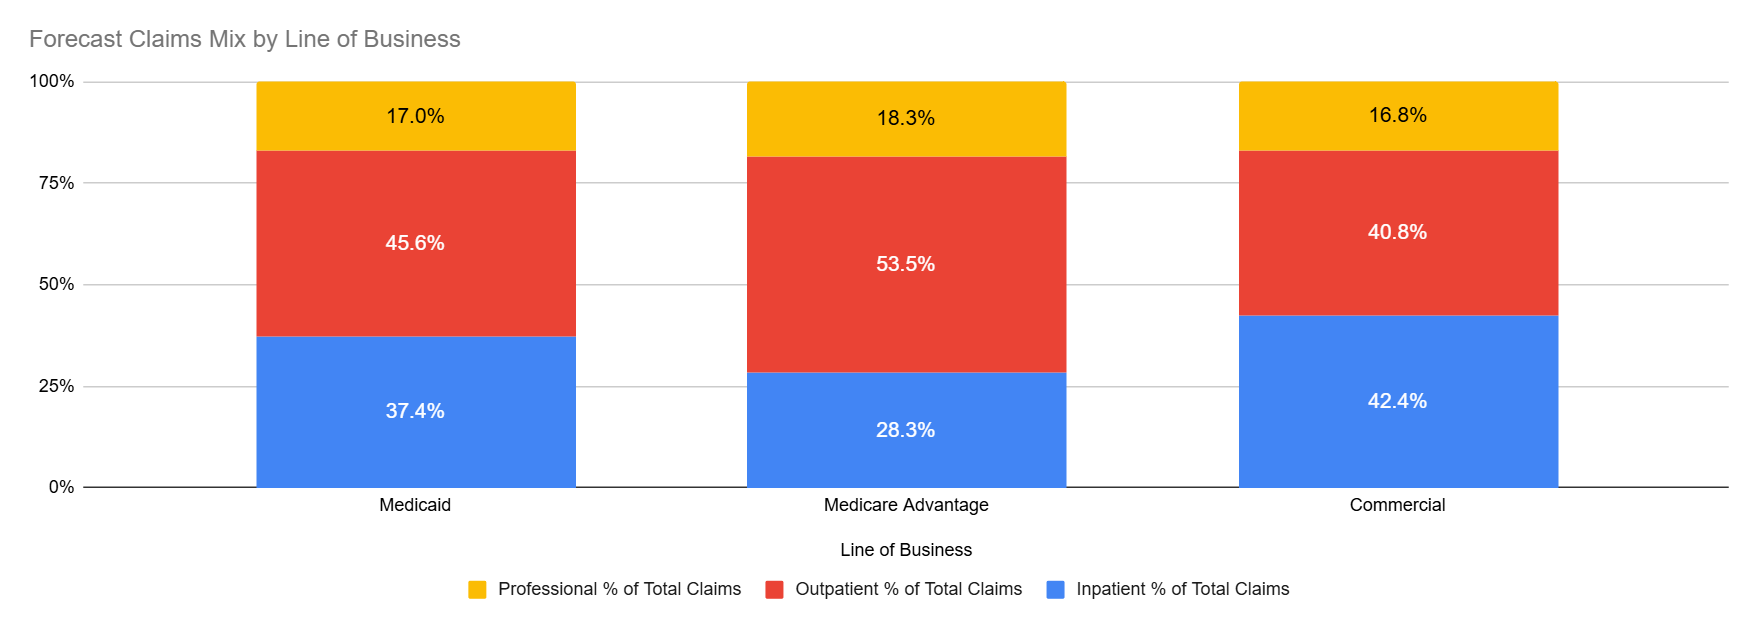 Forecast Claims Mix by Line of Business
100%
75%
50%
25%
0%
17.0%
45.6%
37.4%
18.3%
53.5%
28.3%
16.8%
40.8%
42.4%
Medicaid
Medicare Advantage
Commercial
Line of Business
Professional % of Total Claims
Outpatient % of Total Claims
Inpatient % of Total Claims